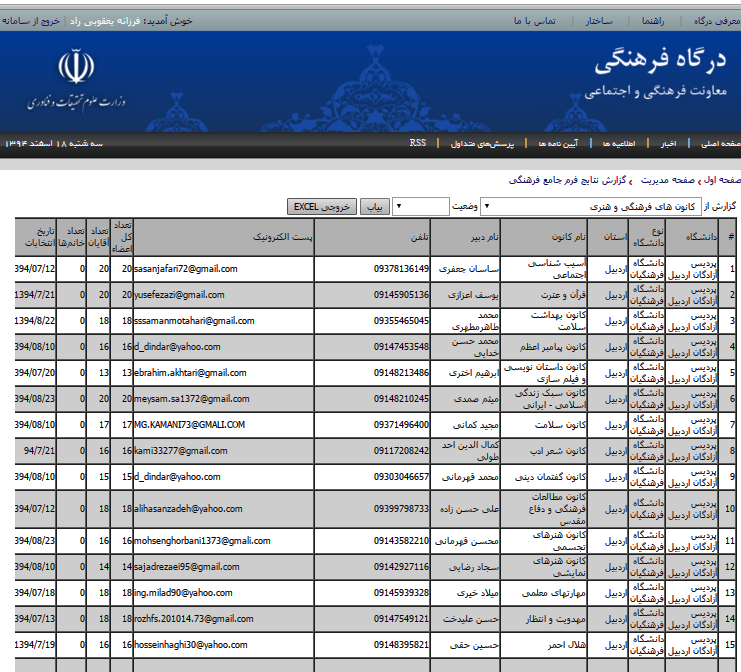 معرفی درگاه | راهنما | ساختار | تماس با ما
خوش آمدید: فرزانه یعقوبی راد | خروج از سامانه
درگاه فرهنگی
معاونت فرهنگی و اجتماعی
وزارت علوم تحقیقات و فناوری
صفحه اصلی | اخبار | اطلاعیه ها | آیین نامه ها | پرسش‌های متداول | RSS
سه شنبه ۱۸ اسفند ۱۳۹۴
صفحه اول ، صفحه مدیریت ، گزارش نتایج فرم جامع فرهنگی
گزارش از کانون های فرهنگی و هنری وضعیت بیاب خروجی EXCEL
# دانشگاه نوع دانشگاه استان نام کانون نام دبیر تلفن پست الکترونیک تعداد کل اعضاء تعداد آقایان تعداد خانم‌ها تاریخ انتخابات
1 پردیس آزادگان اردبیل دانشگاه فرهنگیان اردبیل آسیب شناسی اجتماعی ساسان جعفری 09378136149 sasanjafari72@gmail.com 20 20 0 394/07/12
2 پردیس آزادگان اردبیل دانشگاه فرهنگیان اردبیل قرآن و عترت یوسف اعزازی 09145905136 yusefezazi@gmail.com 20 20 0 1394/7/21
3 پردیس آزادگان اردبیل دانشگاه فرهنگیان اردبیل کانون بهداشت سلامت محمد طاهرمطهری 09355465045 sssamanmotahari@gmail.com 18 18 0 1394/8/22
4 پردیس آزادگان اردبیل دانشگاه فرهنگیان اردبیل کانون پیامبر اعظم محمد حسن خدایی 09147453548 d_dindar@yahoo.com 16 16 0 394/08/10
5 پردیس آزادگان اردبیل دانشگاه فرهنگیان اردبیل کانون داستان نویسی و فیلم سازی ابرهیم اختری 09148213486 ebrahim.akhtari@gmail.com 13 13 0 394/07/20
6 پردیس آزادگان اردبیل دانشگاه فرهنگیان اردبیل کانون سبک زندگی اسلامی - ایرانی میثم صمدی 09148210245 meysam.sa1372@gmail.com 20 20 0 394/08/23
7 پردیس آزادگان اردبیل دانشگاه فرهنگیان اردبیل کانون سلامت مجید کمانی 09371496400 MG.KAMANI73@GMALI.COM 17 17 0 394/08/10
8 پردیس آزادگان اردبیل دانشگاه فرهنگیان اردبیل کانون شعر ادب کمال الدین احد طولی 09117208242 kami33277@gmail.com 16 16 0 94/7/21
9 پردیس آزادگان اردبیل دانشگاه فرهنگیان اردبیل کانون گفتمان دینی محمد قهرمانی 09303046657 d_dindar@yahoo.com 15 15 0 394/08/10
10 پردیس آزادگان اردبیل دانشگاه فرهنگیان اردبیل کانون مطالعات فرهنگی و دفاع مقدس علی حسن زاده 09399798733 alihasanzadeh@yahoo.com 18 18 0 394/07/12
11 پردیس آزادگان اردبیل دانشگاه فرهنگیان اردبیل کانون هنرهای تجسمی محسن قهرمانی 09143582210 mohsenghorbani1373@gmali.com 16 16 0 394/08/23
12 پردیس آزادگان اردبیل دانشگاه فرهنگیان اردبیل کانون هنرهای نمایشی سجاد رضایی 09142927116 sajadrezaei95@gmail.com 14 14 0 394/08/10
13 پردیس آزادگان اردبیل دانشگاه فرهنگیان اردبیل مهارتهای معلمی میلاد خیری 09145939328 ing.milad90@yahoo.com 18 18 0 394/07/18
14 پردیس آزادگان اردبیل دانشگاه فرهنگیان اردبیل مهدویت و انتظار حسن علیدخت 09147549121 rozhfs.201014.73@gmail.com 18 18 0 394/07/13
15 پردیس آزادگان اردبیل دانشگاه فرهنگیان اردبیل هلال احمر حسین حقی 09148395821 hosseinhaghi30@yahoo.com 16 16 0 1394/7/19